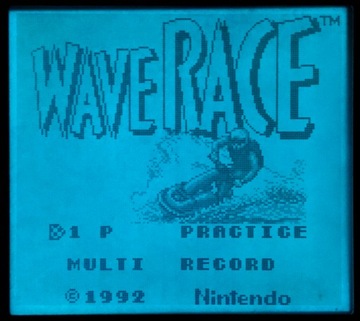 WAVE RACE™
1 P PRACTICE
MULTI RECORD
©1992 Nintendo